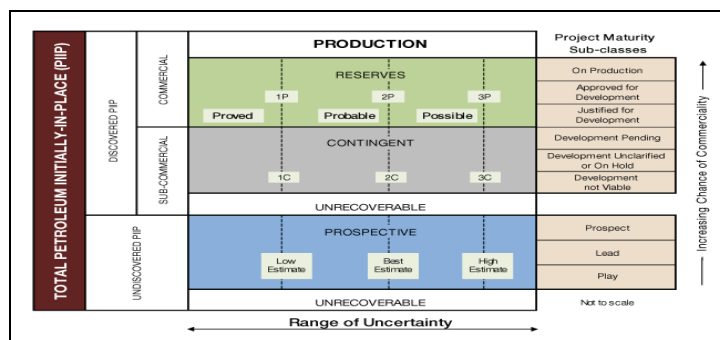 TOTAL PETROLEUM INITIALLY-IN-PLACE (PIIP)
DISCOVERED PIIP
UNDISCOVERED PIIP
COMMERCIAL
SUB-COMMERCIAL
PRODUCTION
RESERVES
1P
2P
3P
Proved
Probable
Possible
CONTINGENT
1C
2C
3C
UNRECOVERABLE
PROSPECTIVE
Low
Estimate
Best
Estimate
High
Estimate
UNRECOVERABLE
Range of Uncertainty
Project Maturity
Sub-classes
On Production
Approved for
Development
Justified for
Development
Development Pending
Development Unclarified
or On Hold
Development
not Viable
Prospect
Lead
Play
Not to scale
Increasing Chance of Commerciality